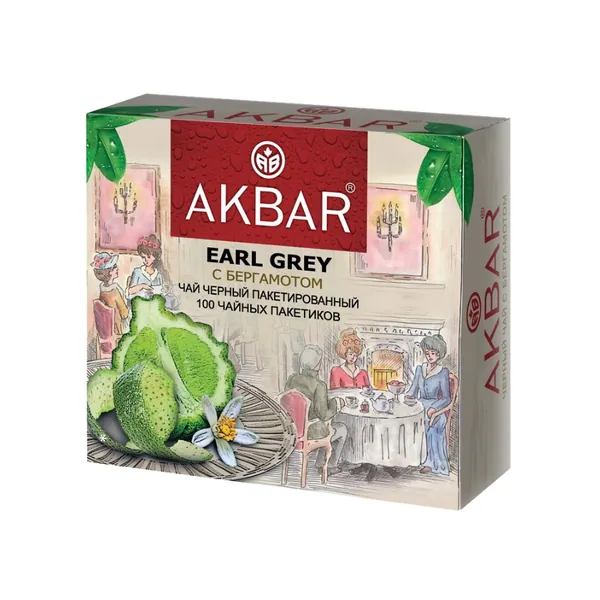 AKBAR®
EARL GREY
С БЕРГАМОТОМ
ЧАЙ ЧЕРНЫЙ ПАКЕТИРОВАННЫЙ
100 ЧАЙНЫХ ПАКЕТИКОВ
AKBAR®
ЧЕРНЫЙ ЧАЙ С БЕРГАМОТОМ